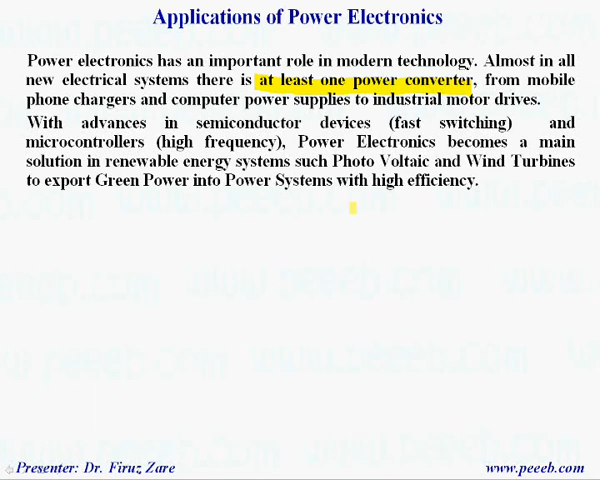 Applications of Power Electronics
Power electronics has an important role in modern technology. Almost in all
new electrical systems there is at least one power converter, from mobile
phone chargers and computer power supplies to industrial motor drives.
With advances in semiconductor devices (fast switching) and
microcontrollers (high frequency), Power Electronics becomes a main
solution in renewable energy systems such Photo Voltaic and Wind Turbines
to export Green Power into Power Systems with high efficiency.
Presenter: Dr. Firuz Zare
www.peeeb.com